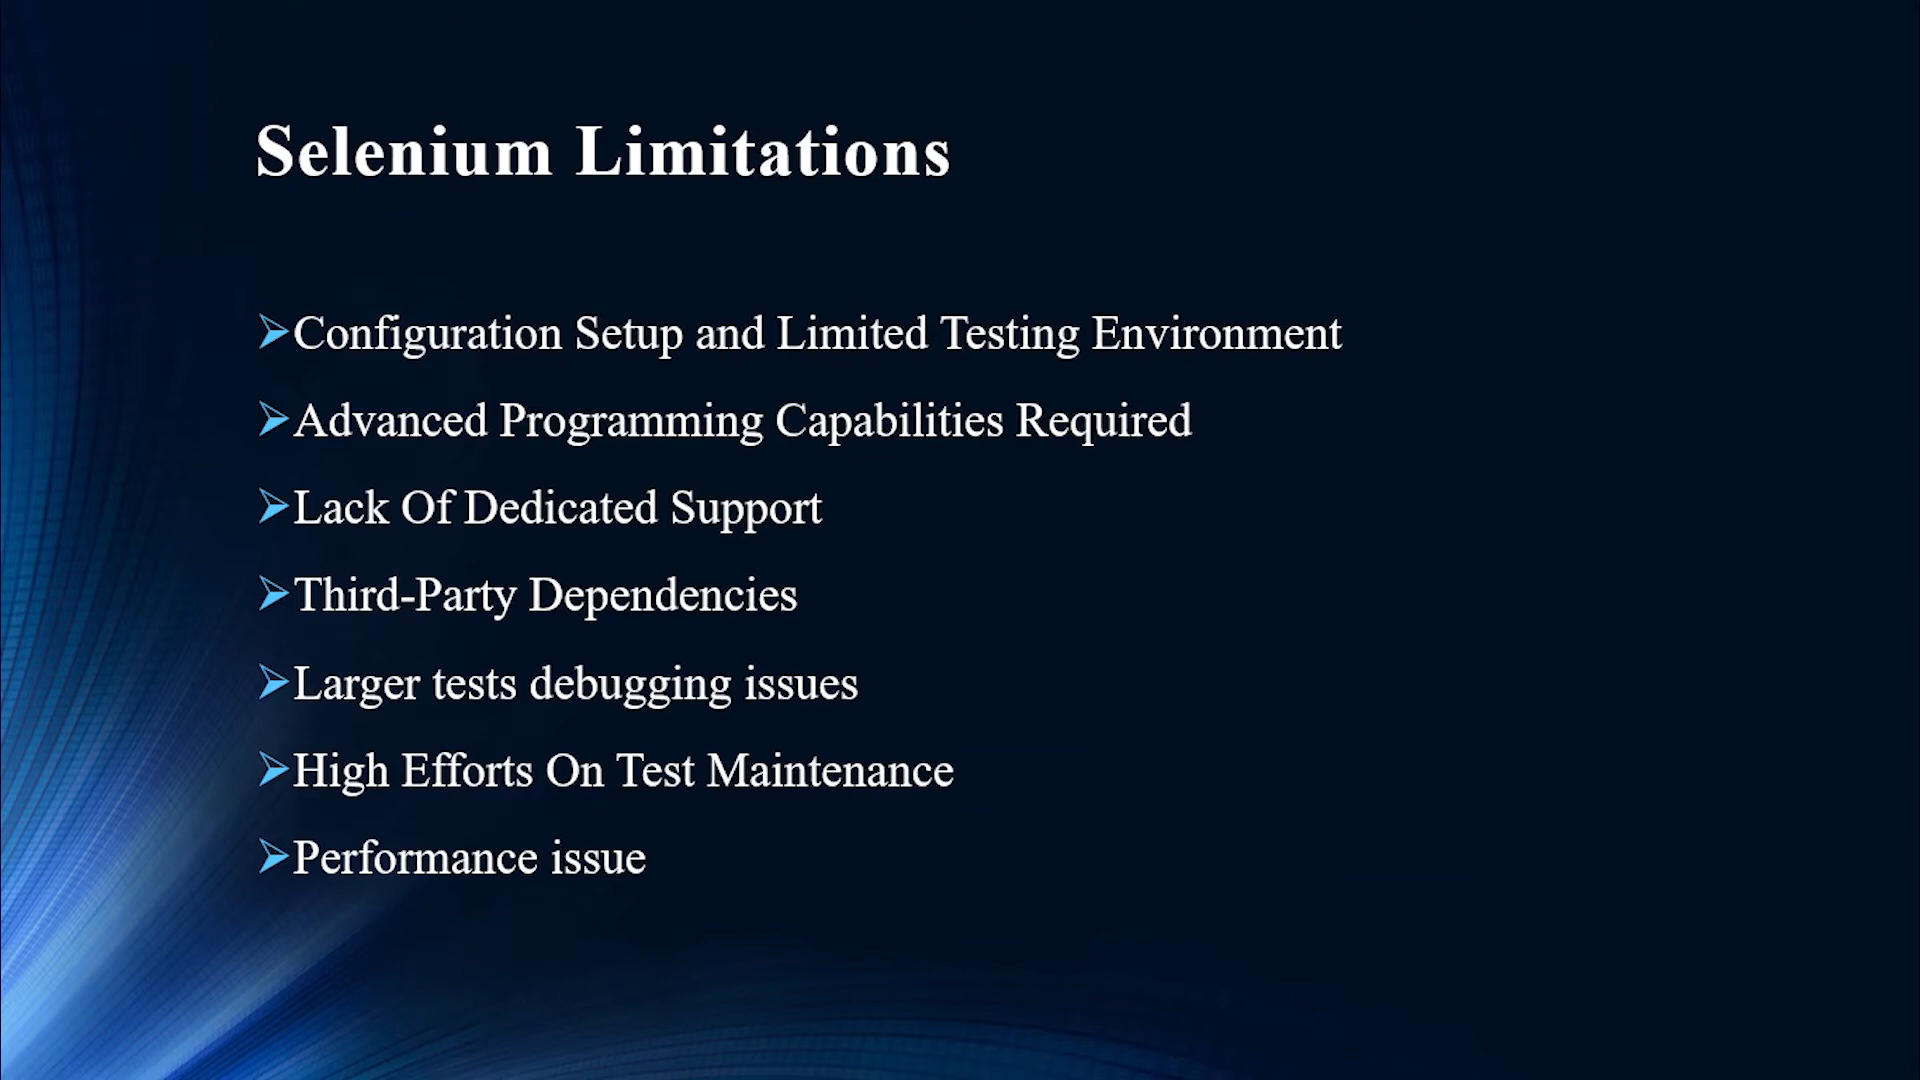 Selenium Limitations
Configuration Setup and Limited Testing Environment
Advanced Programming Capabilities Required
Lack Of Dedicated Support
Third-Party Dependencies
Larger tests debugging issues
High Efforts On Test Maintenance
Performance issue